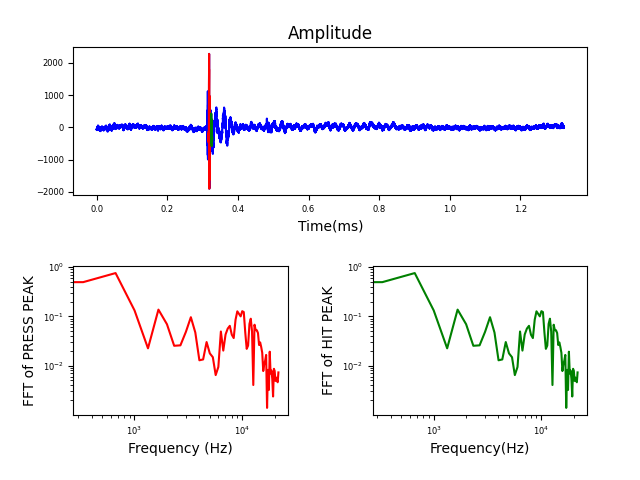 Amplitude
2000
1000
0
−1000
−2000
0.0 0.2 0.4 0.6 0.8 1.0 1.2
Time(ms)
FFT of PRESS PEAK
10⁰
10⁻¹
10⁻²
10³ 10⁴
Frequency (Hz)
FFT of HIT PEAK
10⁰
10⁻¹
10⁻²
10³ 10⁴
Frequency(Hz)